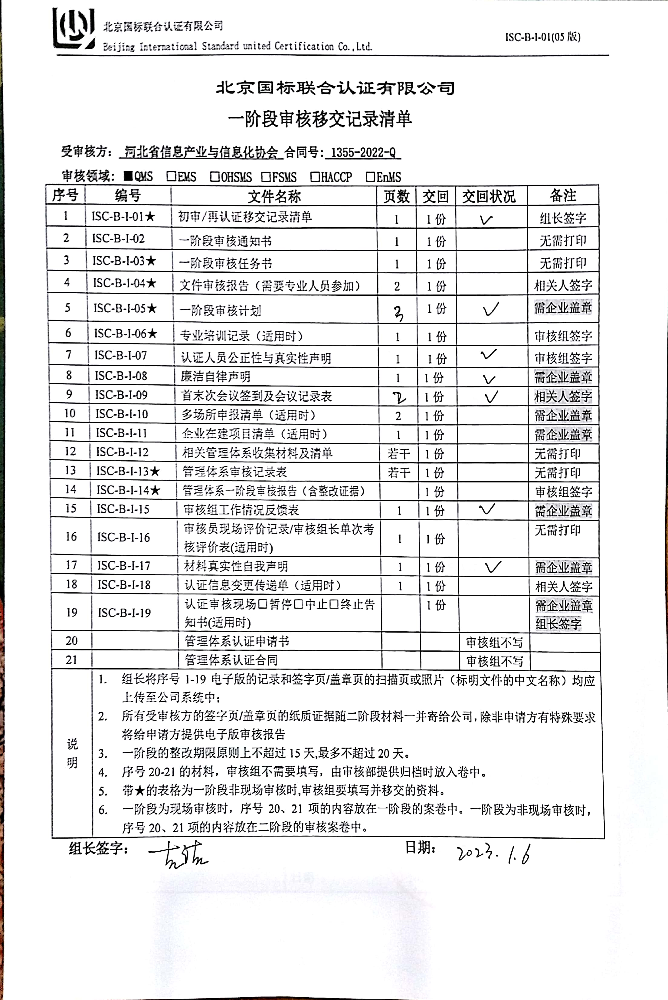 北京国标联合认证有限公司
Beijing International Standard united Certification Co.,Ltd.
ISC-B-I-01(05 版)
北京国标联合认证有限公司
一阶段审核移交记录清单
受审核方： 河北省信息产业与信息化协会 合同号：1355-2022-Q
审核领域：■QMS □EMS □OHSMS □FSMS □HACCP □EnMS
序号 编号 文件名称 页数 交回 交回状况 备注
1 ISC-B-I-01★ 初审/再认证移交记录清单 1 1 份 ✓ 组长签字
2 ISC-B-I-02 一阶段审核通知书 1 1 份 无需打印
3 ISC-B-I-03★ 一阶段审核任务书 1 1 份 无需打印
4 ISC-B-I-04★ 文件审核报告（需要专业人员参加） 2 1 份 相关人签字
5 ISC-B-I-05★ 一阶段审核计划 3 1 份 ✓ 需企业盖章
6 ISC-B-I-06★ 专业培训记录（适用时） 1 1 份 审核组签字
7 ISC-B-I-07 认证人员公正性与真实性声明 1 1 份 ✓ 审核组签字
8 ISC-B-I-08 廉洁自律声明 1 1 份 ✓ 需企业盖章
9 ISC-B-I-09 首末次会议签到及会议记录表 2 1 份 ✓ 相关人签字
10 ISC-B-I-10 多场所申报清单（适用时） 2 1 份 需企业盖章
11 ISC-B-I-11 企业在建项目清单（适用时） 1 1 份 需企业盖章
12 ISC-B-I-12 相关管理体系收集材料及清单 若干 1 份 无需打印
13 ISC-B-I-13★ 管理体系审核记录表 若干 1 份 无需打印
14 ISC-B-I-14★ 管理体系一阶段审核报告（含整改证据） 1 份 审核组签字
15 ISC-B-I-15 审核组工作情况反馈表 1 1 份 ✓ 需企业盖章
16 ISC-B-I-16 审核员现场评价记录/审核组长单次考 1 1 份 无需打印
核评价表(适用时)
17 ISC-B-I-17 材料真实性自我声明 1 1 份 ✓ 需企业盖章
18 ISC-B-I-18 认证信息变更传递单（适用时） 1 1 份 相关人签字
19 ISC-B-I-19 认证审核现场□暂停□中止□终止告 1 份 需企业盖章
知书(适用时) 组长签字
20 管理体系认证申请书 审核组不写
21 管理体系认证合同 审核组不写
说明
1. 组长将序号 1-19 电子版的记录和签字页/盖章页的扫描页或照片（标明文件的中文名称）均应
上传至公司系统中；
2. 所有受审核方的签字页/盖章页的纸质证据随二阶段材料一并寄给公司，除非申请方有特殊要求
将给申请方提供电子版审核报告
3. 一阶段的整改期限原则上不超过 15 天,最多不超过 20 天。
4. 序号 20-21 的材料，审核组不需要填写，由审核部提供归档时放入卷中。
5. 带★的表格为一阶段非现场审核时,审核组要填写并移交的资料。
6. 一阶段为现场审核时，序号 20、21 项的内容放在一阶段的案卷中。一阶段为非现场审核时，
序号 20、21 项的内容放在二阶段的审核案卷中。
组长签字： 日期： 2023.1.6